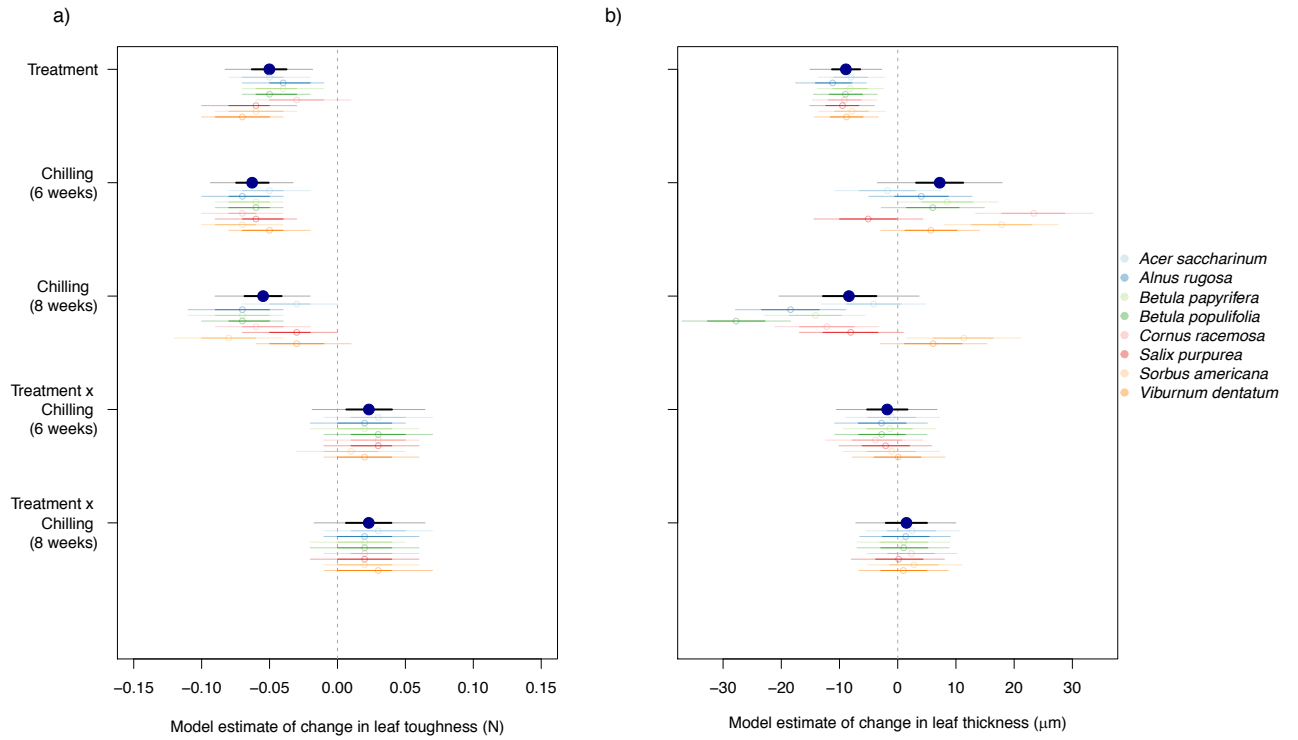 a)
b)
Treatment
Chilling
(6 weeks)
Chilling
(8 weeks)
Treatment x
Chilling
(6 weeks)
Treatment x
Chilling
(8 weeks)
−0.15 −0.10 −0.05 0.00 0.05 0.10 0.15
Model estimate of change in leaf toughness (N)
−30 −20 −10 0 10 20 30
Model estimate of change in leaf thickness (μm)
Acer saccharinum
Alnus rugosa
Betula papyrifera
Betula populifolia
Cornus racemosa
Salix purpurea
Sorbus americana
Viburnum dentatum